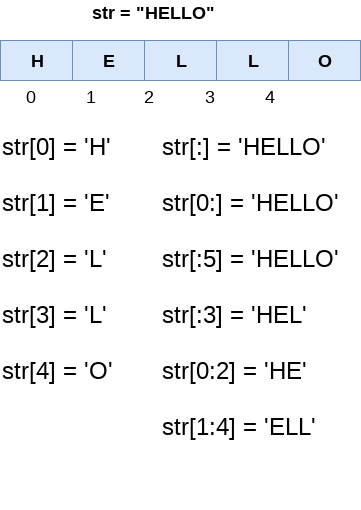 str = "HELLO"
H E L L O
0 1 2 3 4
str[0] = 'H' str[:] = 'HELLO'
str[1] = 'E' str[0:] = 'HELLO'
str[2] = 'L' str[:5] = 'HELLO'
str[3] = 'L' str[:3] = 'HEL'
str[4] = 'O' str[0:2] = 'HE'
str[1:4] = 'ELL'